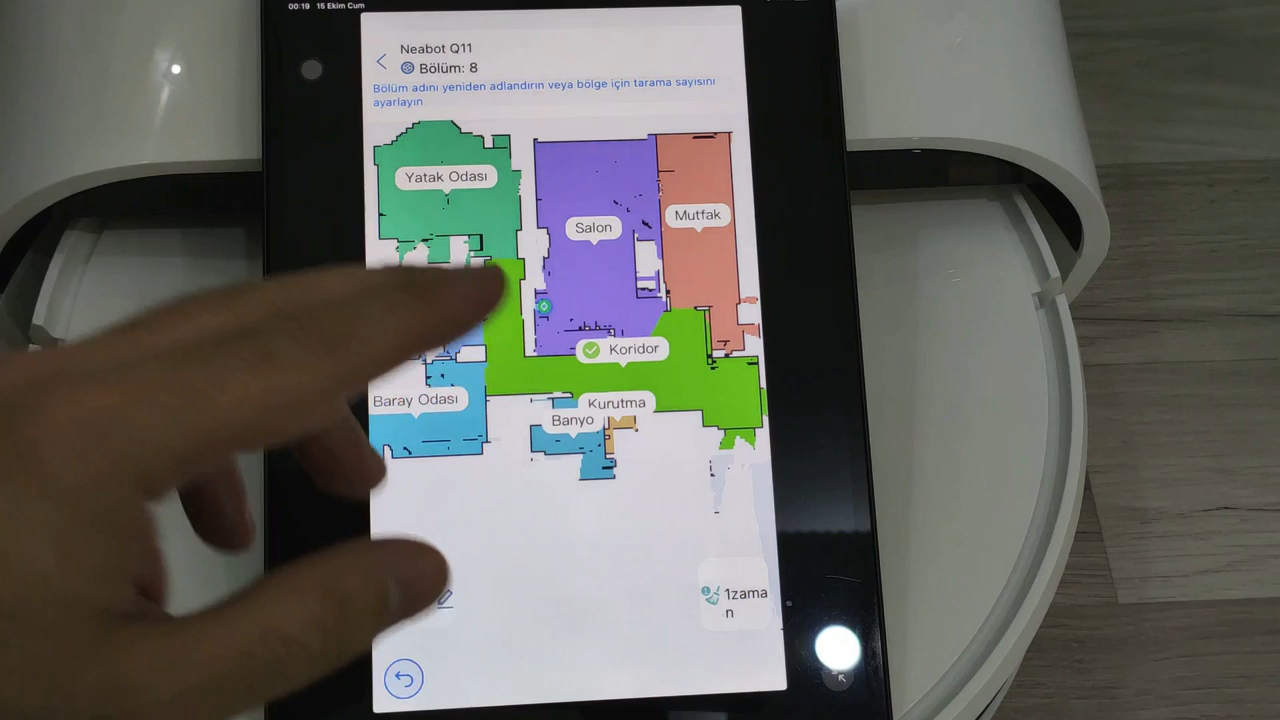 00:19 15 Ekim Cum
Neabot Q11
Bölüm: 8
Bölüm adını yeniden adlandırın veya bölge için tarama sayısını
ayarlayın
Yatak Odası
Salon
Mutfak
Koridor
Baray Odası
Kurutma
Banyo
1zama
n